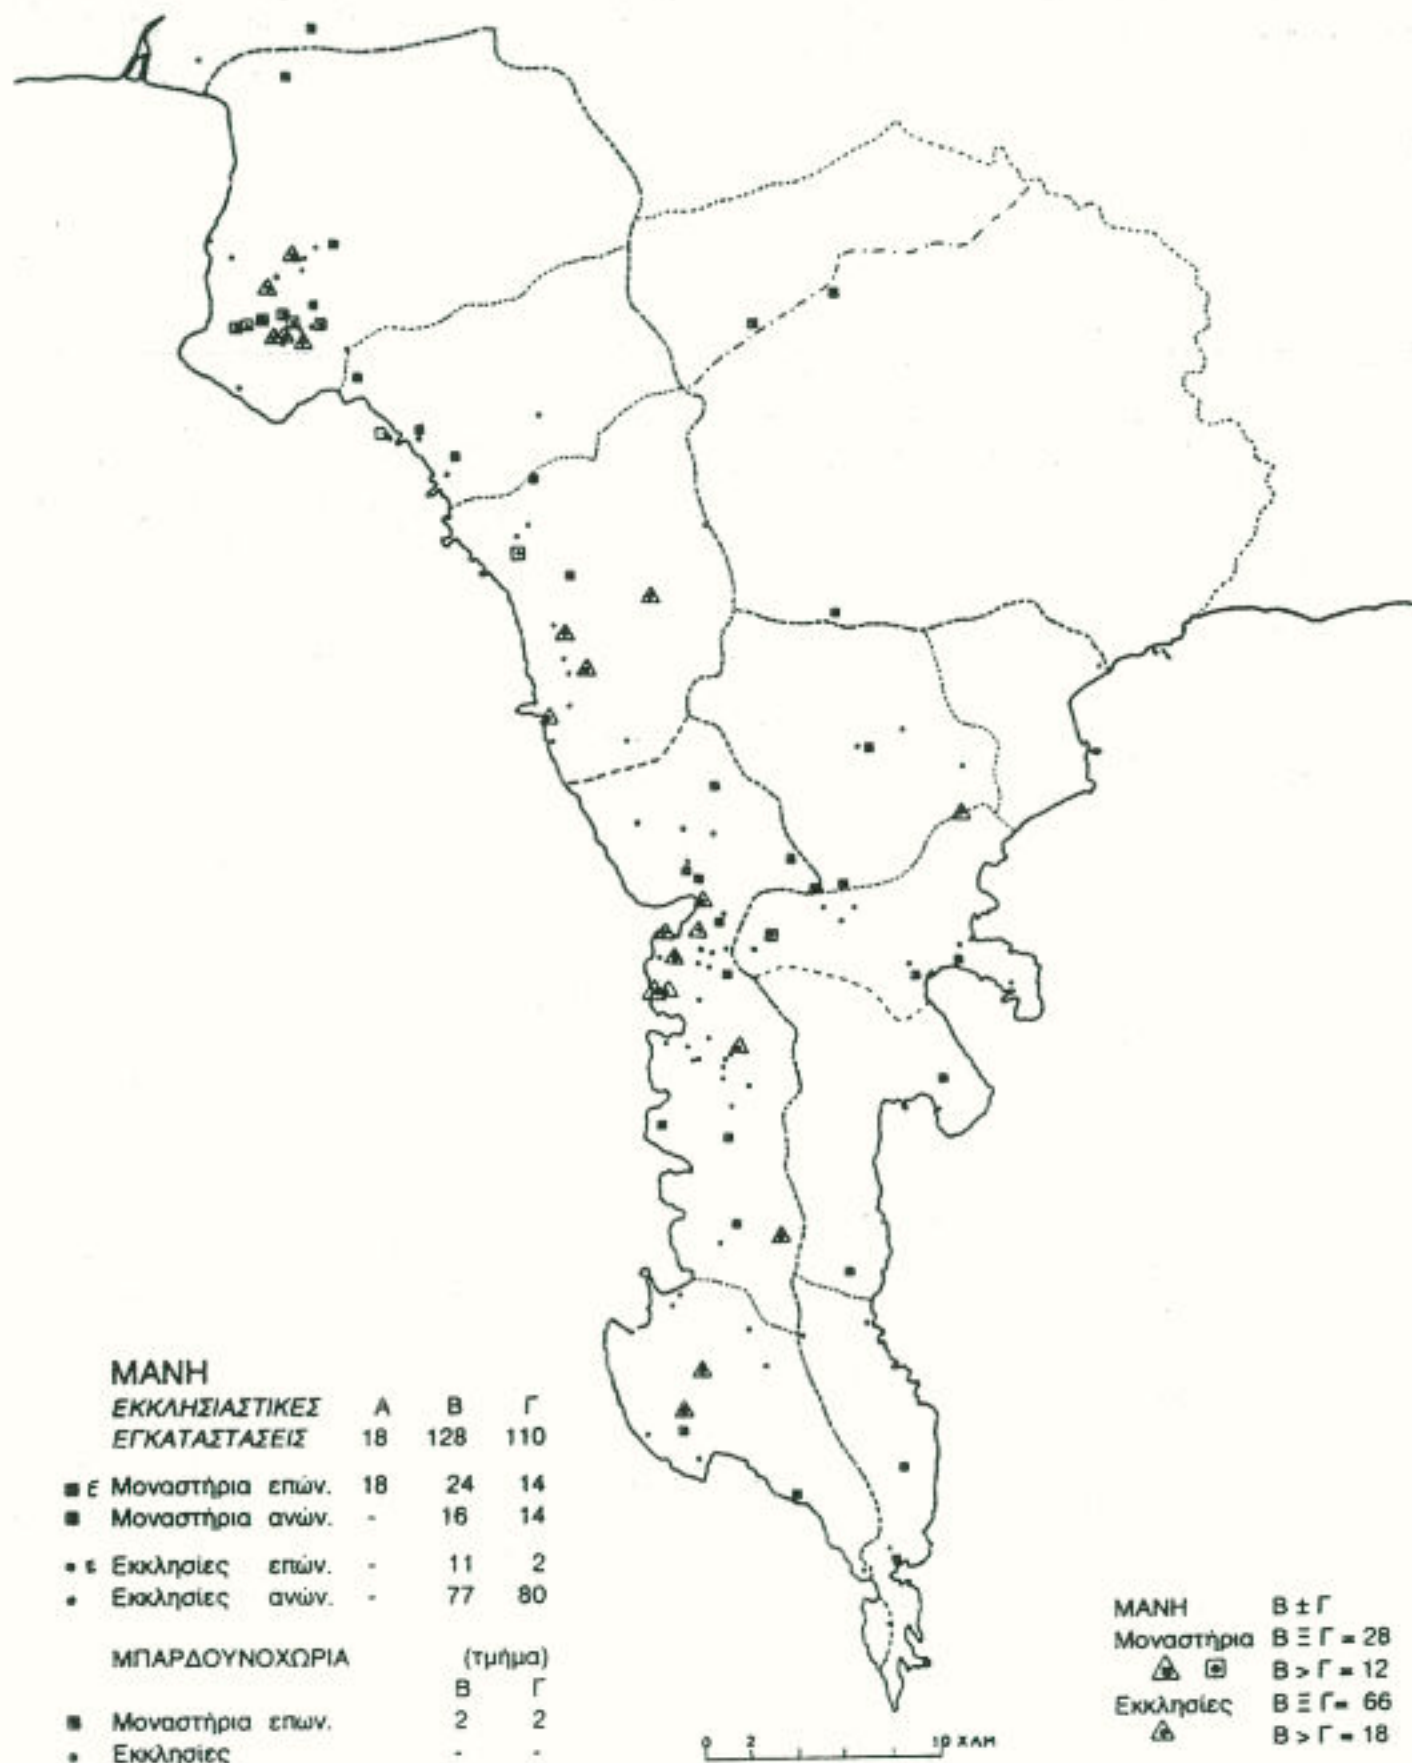 ΜΑΝΗ
ΕΚΚΛΗΣΙΑΣΤΙΚΕΣ Α Β Γ
ΕΓΚΑΤΑΣΤΑΣΕΙΣ 18 128 110
Ε Μοναστήρια επών. 18 24 14
Μοναστήρια ανών. - 16 14
ε Εκκλησίες επών. - 11 2
Εκκλησίες ανών. - 77 80
ΜΠΑΡΔΟΥΝΟΧΩΡΙΑ (τμήμα)
Β Γ
Μοναστήρια επων. 2 2
Εκκλησίες - -
0 2 10 ΧΛΜ
ΜΑΝΗ Β ± Γ
Μοναστήρια Β Ξ Γ = 28
Β > Γ = 12
Εκκλησίες Β Ξ Γ = 66
Β > Γ = 18